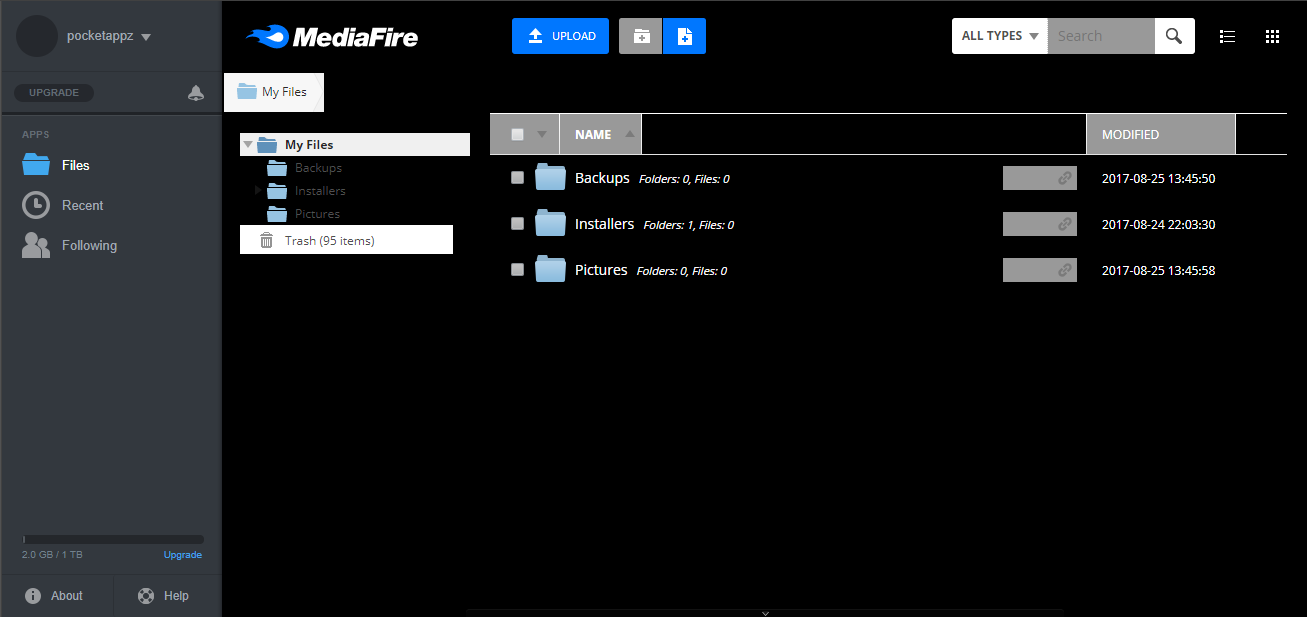 pocketappz
MediaFire
UPLOAD
ALL TYPES
Search
UPGRADE
My Files
APPS
Files
Recent
Following
My Files
Backups
Installers
Pictures
Trash (95 items)
NAME
MODIFIED
Backups Folders: 0, Files: 0 2017-08-25 13:45:50
Installers Folders: 1, Files: 0 2017-08-24 22:03:30
Pictures Folders: 0, Files: 0 2017-08-25 13:45:58
2.0 GB / 1 TB
Upgrade
About
Help